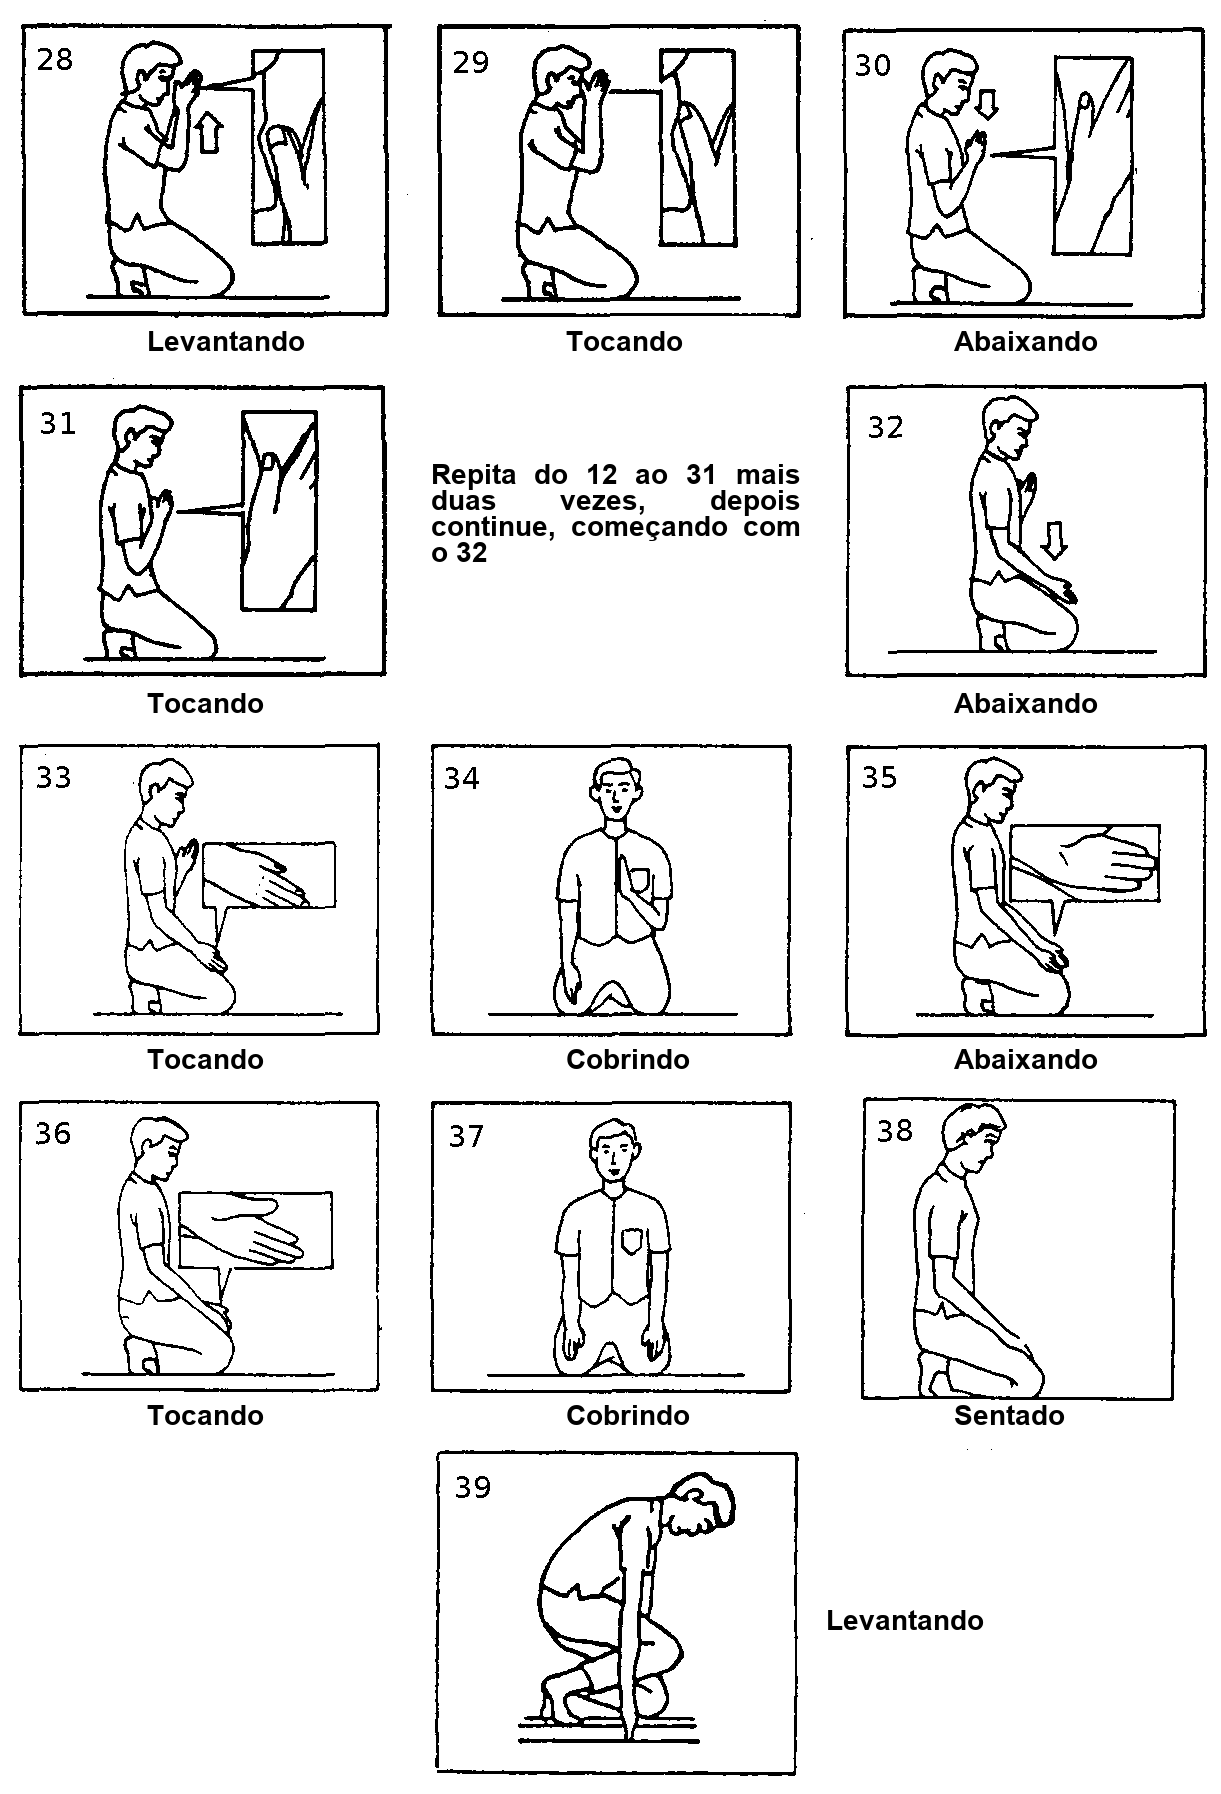 28
29
30
Levantando
Tocando
Abaixando
31
Repita do 12 ao 31 mais
duas vezes, depois
continue, começando com
o 32
32
Tocando
Abaixando
33
34
35
Tocando
Cobrindo
Abaixando
36
37
38
Tocando
Cobrindo
Sentado
39
Levantando